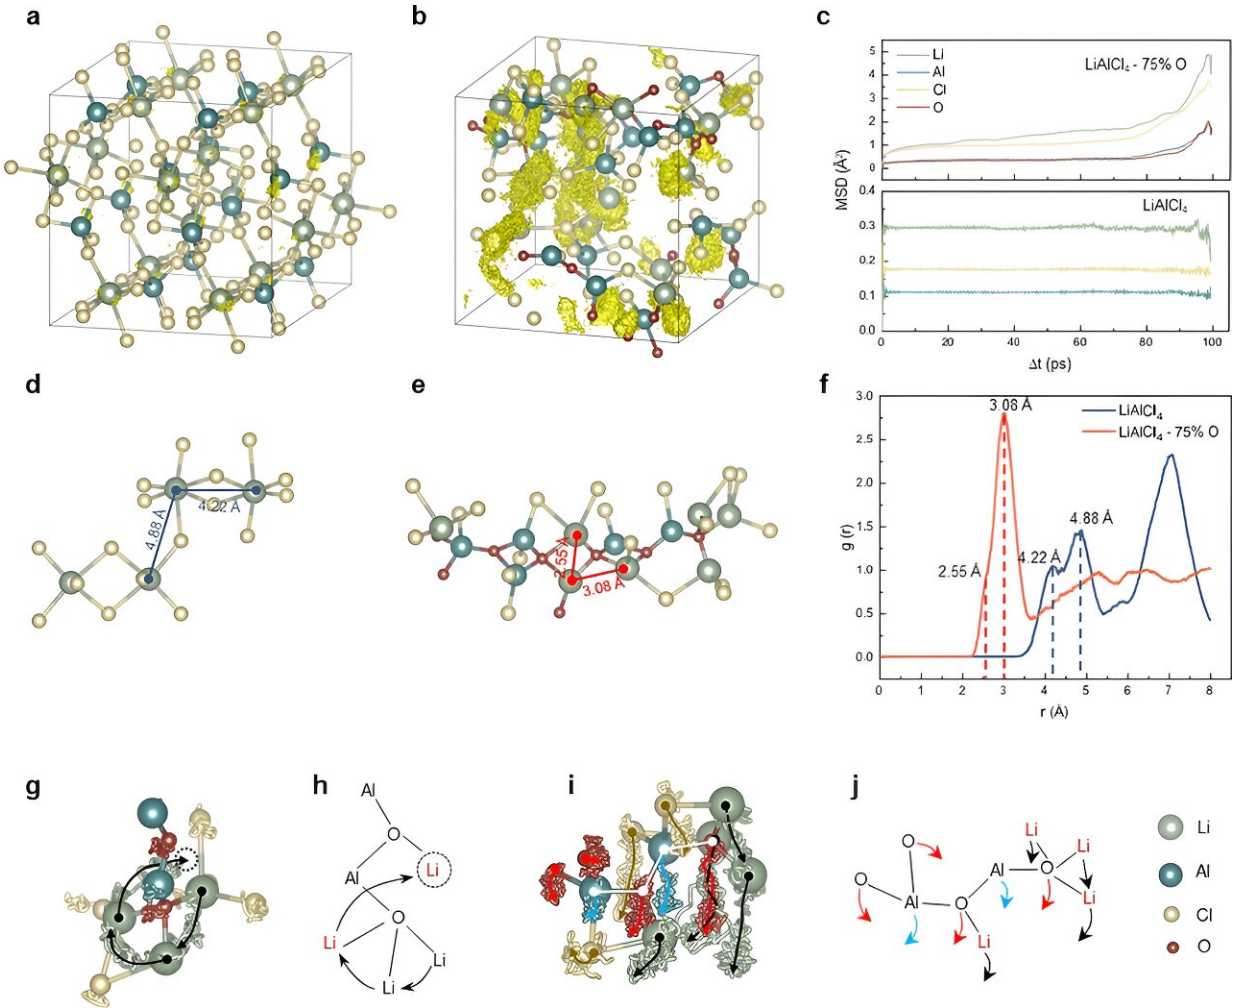 a
b
c
Li
Al
Cl
O
LiAlCl₄ - 75% O
5
4
3
2
1
0
MSD (Å²)
LiAlCl₄
0.4
0.3
0.2
0.1
0.0
0 20 40 60 80 100
Δt (ps)
d
4.22 Å
4.88 Å
e
2.55 Å
3.08 Å
f
3.08 Å
LiAlCl₄
LiAlCl₄ - 75% O
4.88 Å
4.22 Å
2.55 Å
3.0
2.5
2.0
1.5
1.0
0.5
0.0
g (r)
0 1 2 3 4 5 6 7 8
r (Å)
g
h
Al
O
Li
Al
O
Li
Li
Li
i
j
Li
O
Li
Al
O
O
Al
O
Li
Li
Li
Al
Cl
O